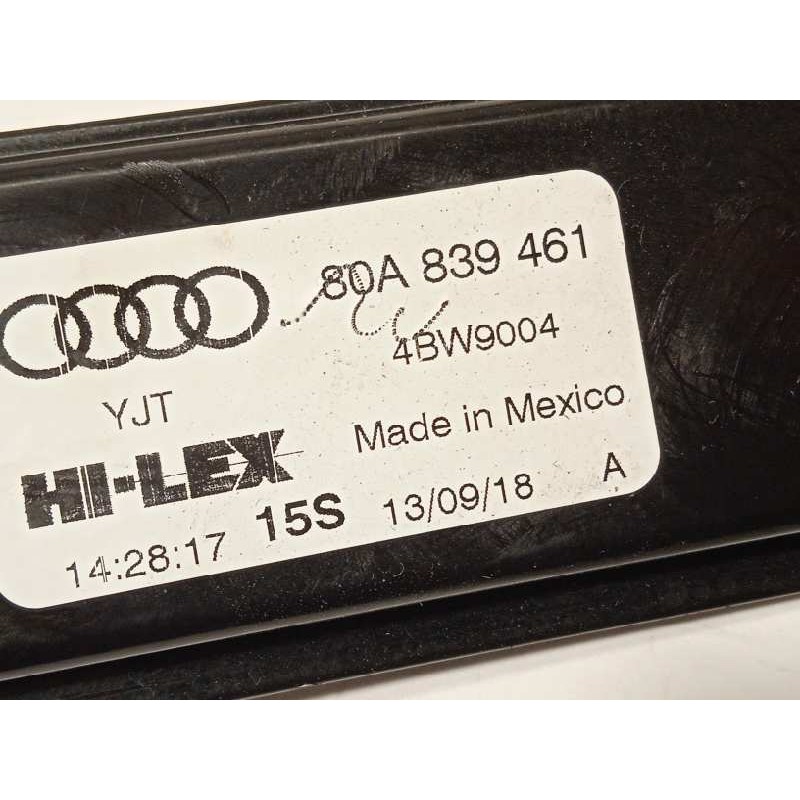 80A 839 461
4BW9004
YJT
Made in Mexico
HI-LEX
14:28:17 15S 13/09/18 A